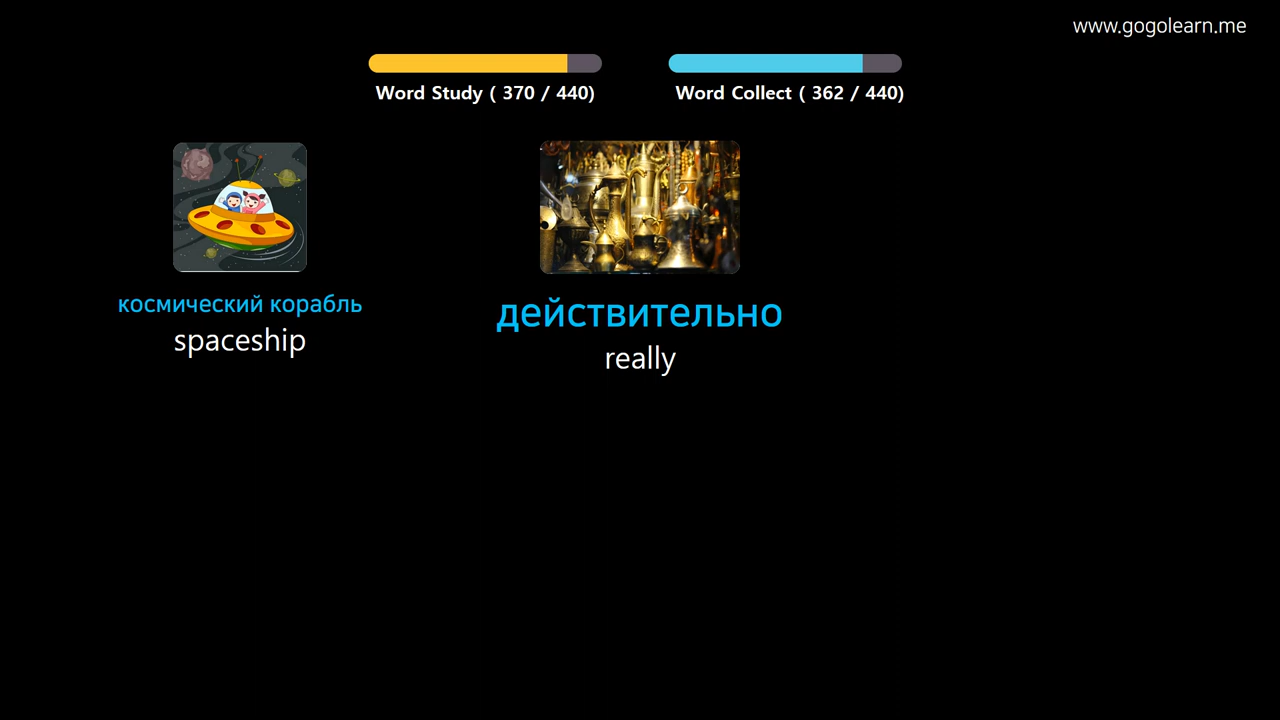 www.gogolearn.me
Word Study ( 370 / 440)
Word Collect ( 362 / 440)
космический корабль
spaceship
действительно
really